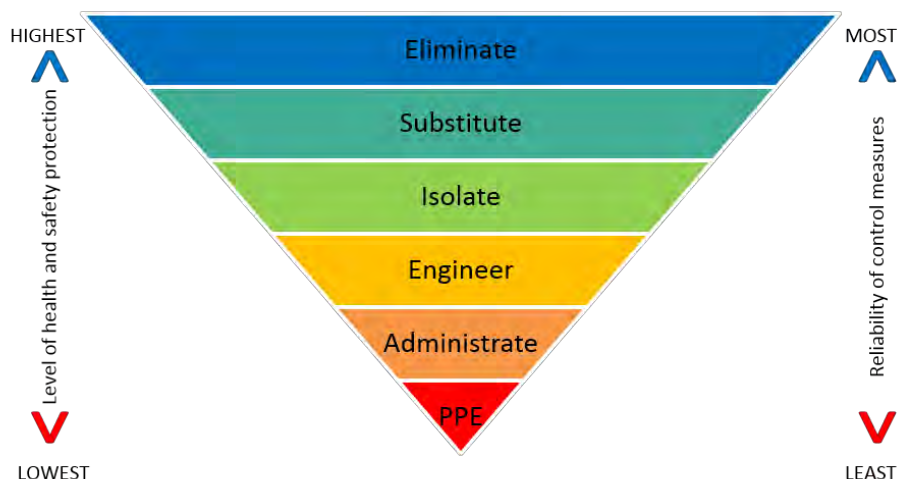 HIGHEST
MOST
Eliminate
Substitute
Isolate
Engineer
Administrate
PPE
Level of health and safety protection
Reliability of control measures
LOWEST
LEAST